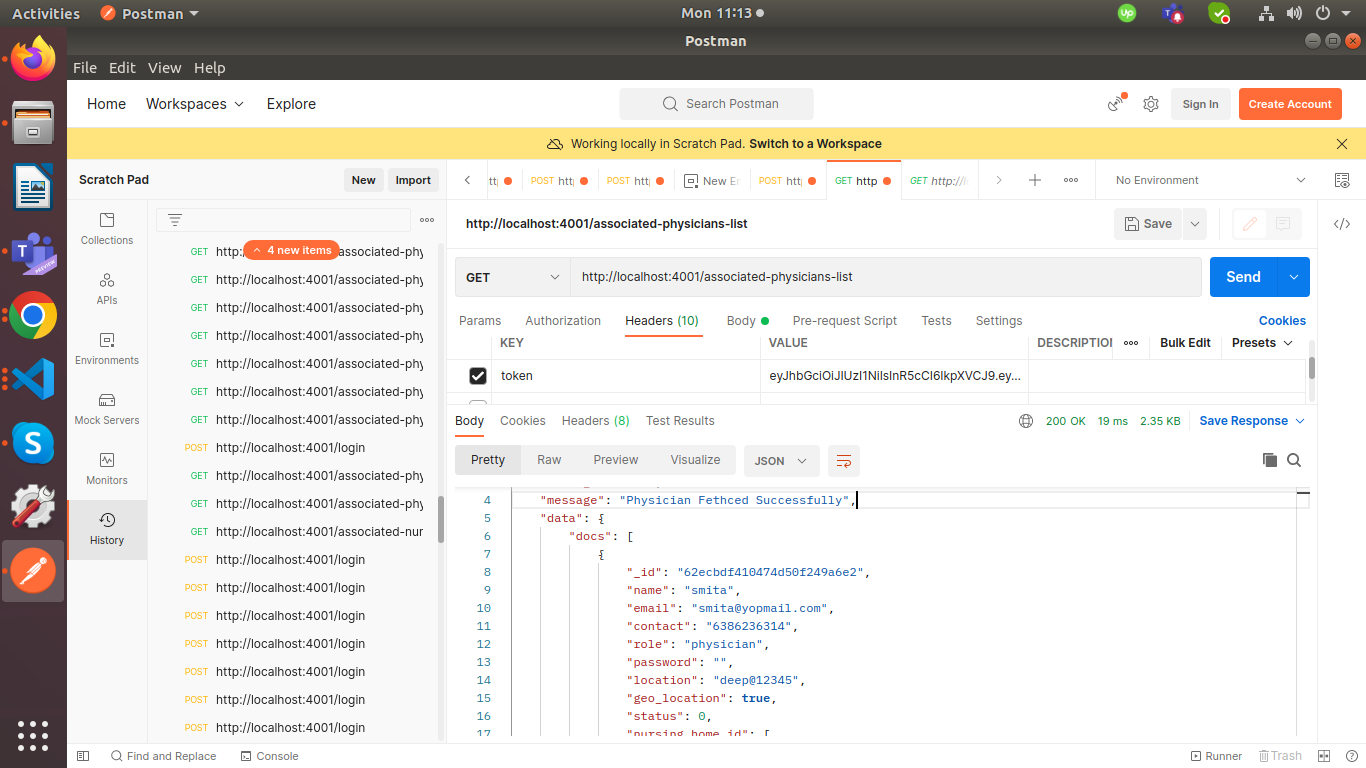 Activities Postman Mon 11:13
Postman
File Edit View Help
Home Workspaces Explore Search Postman Sign In Create Account
Working locally in Scratch Pad. Switch to a Workspace
Scratch Pad New Import
POST POST New POST GET http GET http://l No Environment
Collections
APIs
Environments
Mock Servers
Monitors
History
4 new items
GET http://localhost:4001/associated-phy
GET http://localhost:4001/associated-phy
GET http://localhost:4001/associated-phy
GET http://localhost:4001/associated-phy
GET http://localhost:4001/associated-phy
GET http://localhost:4001/associated-phy
POST http://localhost:4001/login
GET http://localhost:4001/associated-phy
GET http://localhost:4001/associated-phy
GET http://localhost:4001/associated-nur
POST http://localhost:4001/login
POST http://localhost:4001/login
POST http://localhost:4001/login
POST http://localhost:4001/login
POST http://localhost:4001/login
POST http://localhost:4001/login
POST http://localhost:4001/login
http://localhost:4001/associated-physicians-list Save
GET http://localhost:4001/associated-physicians-list Send
Params Authorization Headers (10) Body Pre-request Script Tests Settings Cookies
KEY VALUE DESCRIPTION Bulk Edit Presets
token eyJhbGciOiJIUzI1NiIsInR5cCI6IkpXVCJ9.ey...
Body Cookies Headers (8) Test Results 200 OK 19 ms 2.35 KB Save Response
Pretty Raw Preview Visualize JSON
4 "message": "Physician Fethced Successfully",
5 "data": {
6 "docs": [
7 {
8 "_id": "62ecbdf410474d50f249a6e2",
9 "name": "smita",
10 "email": "smita@yopmail.com",
11 "contact": "6386236314",
12 "role": "physician",
13 "password": "",
14 "location": "deep@12345",
15 "geo_location": true,
16 "status": 0,
17 "nursing_home_id": [
Find and Replace Console Runner Trash